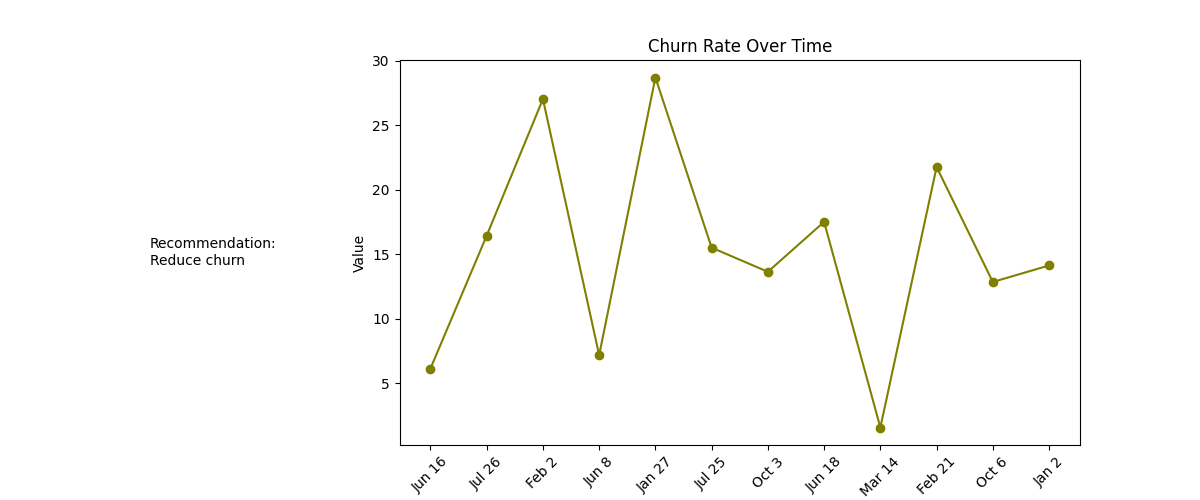 Churn Rate Over Time
Recommendation:
Reduce churn
Value
30
25
20
15
10
5
Jun 16
Jul 26
Feb 2
Jun 8
Jan 27
Jul 25
Oct 3
Jun 18
Mar 14
Feb 21
Oct 6
Jan 2